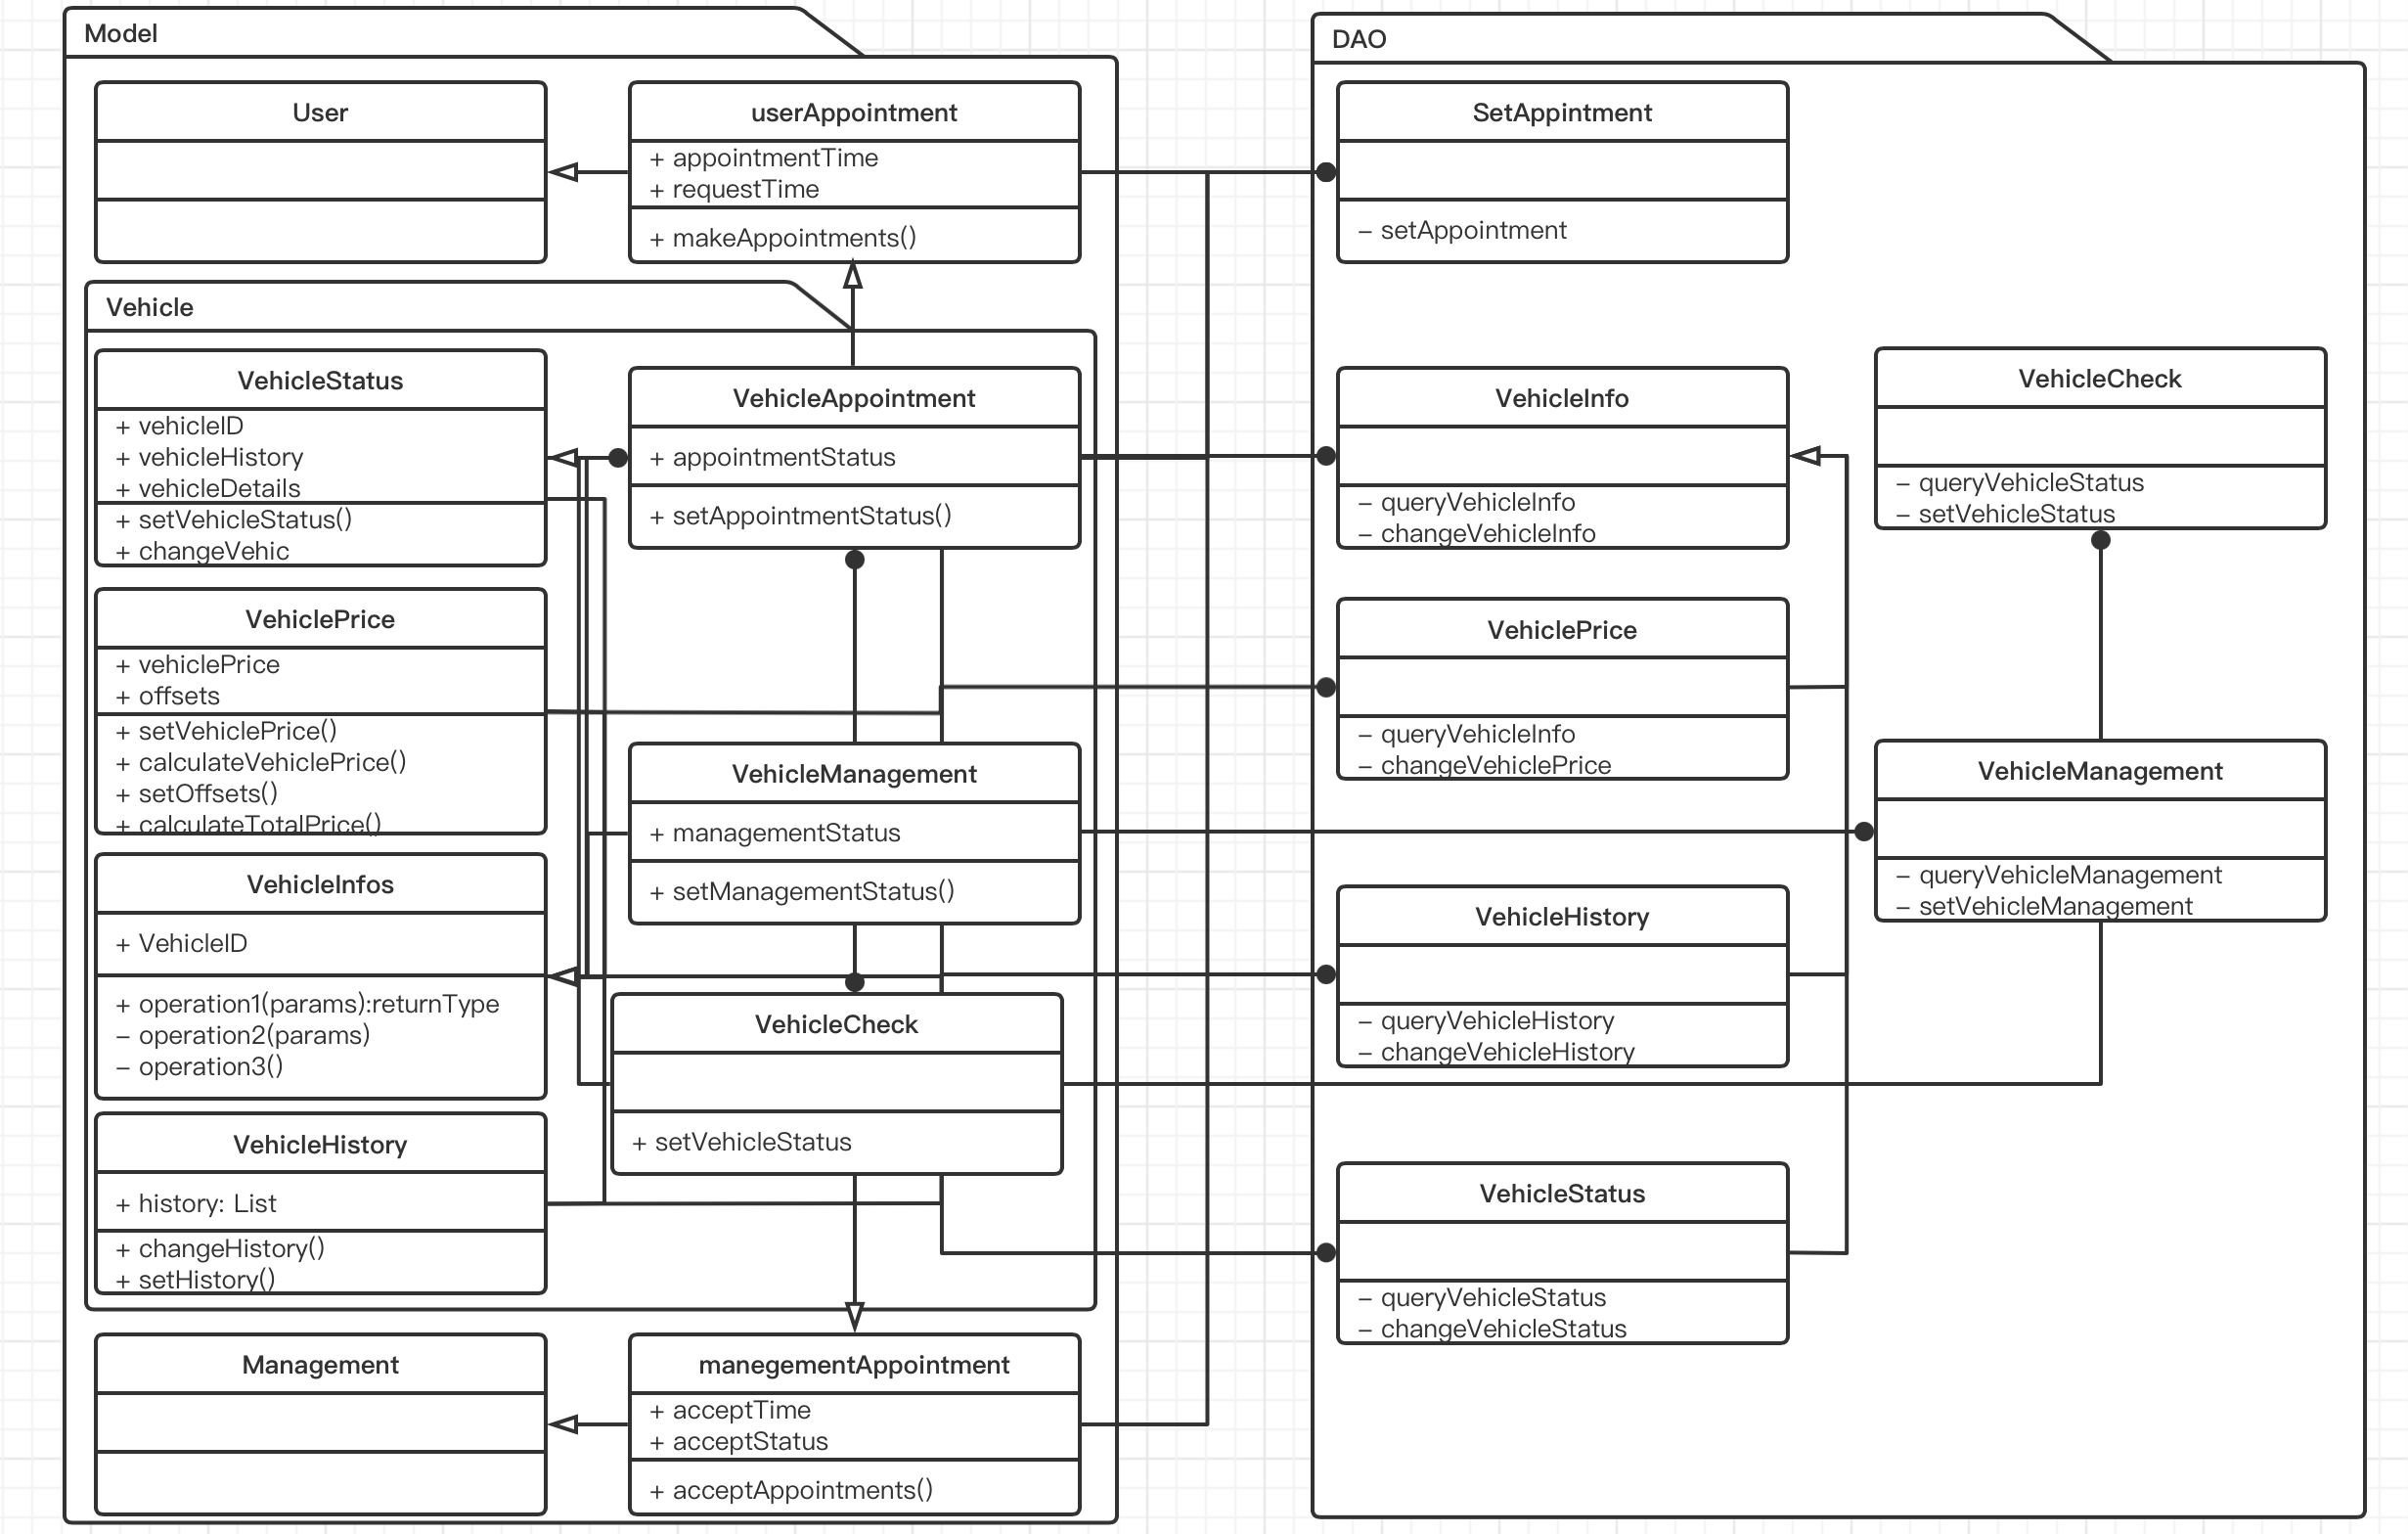 Model
User
userAppointment
+ appointmentTime
+ requestTime
+ makeAppointments()
Vehicle
VehicleStatus
+ vehicleID
+ vehicleHistory
+ vehicleDetails
+ setVehicleStatus()
+ changeVehic
VehicleAppointment
+ appointmentStatus
+ setAppointmentStatus()
VehiclePrice
+ vehiclePrice
+ offsets
+ setVehiclePrice()
+ calculateVehiclePrice()
+ setOffsets()
+ calculateTotalPrice()
VehicleManagement
+ managementStatus
+ setManagementStatus()
VehicleInfos
+ VehicleID
+ operation1(params):returnType
– operation2(params)
– operation3()
VehicleCheck
+ setVehicleStatus
VehicleHistory
+ history: List
+ changeHistory()
+ setHistory()
Management
manegementAppointment
+ acceptTime
+ acceptStatus
+ acceptAppointments()
DAO
SetAppintment
– setAppointment
VehicleInfo
– queryVehicleInfo
– changeVehicleInfo
VehicleCheck
– queryVehicleStatus
– setVehicleStatus
VehiclePrice
– queryVehicleInfo
– changeVehiclePrice
VehicleManagement
– queryVehicleManagement
– setVehicleManagement
VehicleHistory
– queryVehicleHistory
– changeVehicleHistory
VehicleStatus
– queryVehicleStatus
– changeVehicleStatus